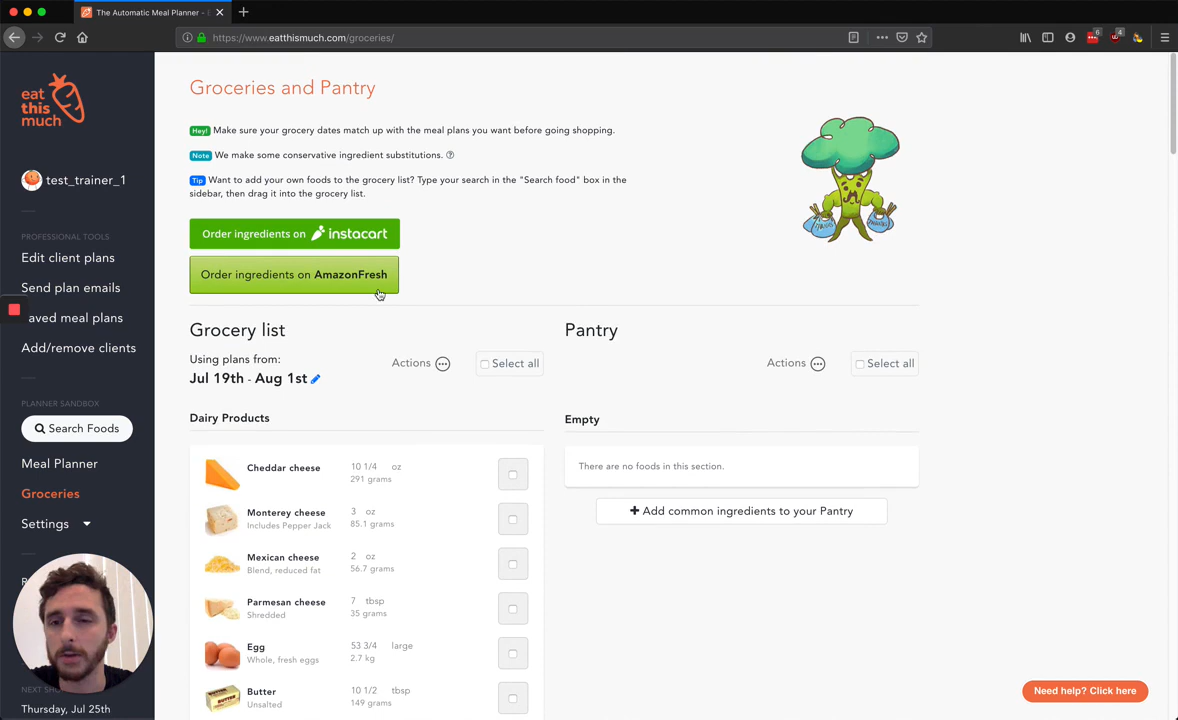 The Automatic Meal Planner -
https://www.eatthismuch.com/groceries/
6
4
eat
this
much
test_trainer_1
PROFESSIONAL TOOLS
Edit client plans
Send plan emails
aved meal plans
Add/remove clients
PLANNER SANDBOX
Search Foods
Meal Planner
Groceries
Settings
R
NEXT SH
Thursday, Jul 25th
Groceries and Pantry
Hey! Make sure your grocery dates match up with the meal plans you want before going shopping.
Note We make some conservative ingredient substitutions.
Tip Want to add your own foods to the grocery list? Type your search in the "Search food" box in the
sidebar, then drag it into the grocery list.
Order ingredients on instacart
Order ingredients on AmazonFresh
Grocery list
Using plans from:
Jul 19th - Aug 1st
Actions
Select all
Dairy Products
Cheddar cheese
10 1/4 oz
291 grams
Monterey cheese
Includes Pepper Jack
3 oz
85.1 grams
Mexican cheese
Blend, reduced fat
2 oz
56.7 grams
Parmesan cheese
Shredded
7 tbsp
35 grams
Egg
Whole, fresh eggs
53 3/4 large
2.7 kg
BUTTER
Butter
Unsalted
10 1/2 tbsp
149 grams
Pantry
Actions
Select all
Empty
There are no foods in this section.
+ Add common ingredients to your Pantry
Need help? Click here